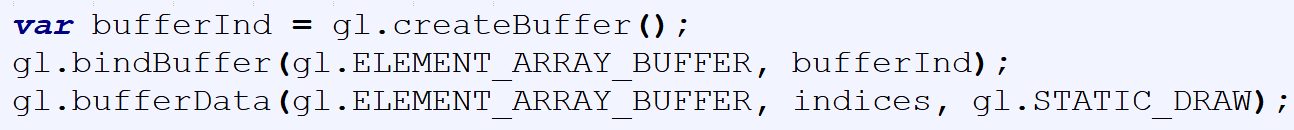 var bufferInd = gl.createBuffer();
gl.bindBuffer(gl.ELEMENT_ARRAY_BUFFER, bufferInd);
gl.bufferData(gl.ELEMENT_ARRAY_BUFFER, indices, gl.STATIC_DRAW);